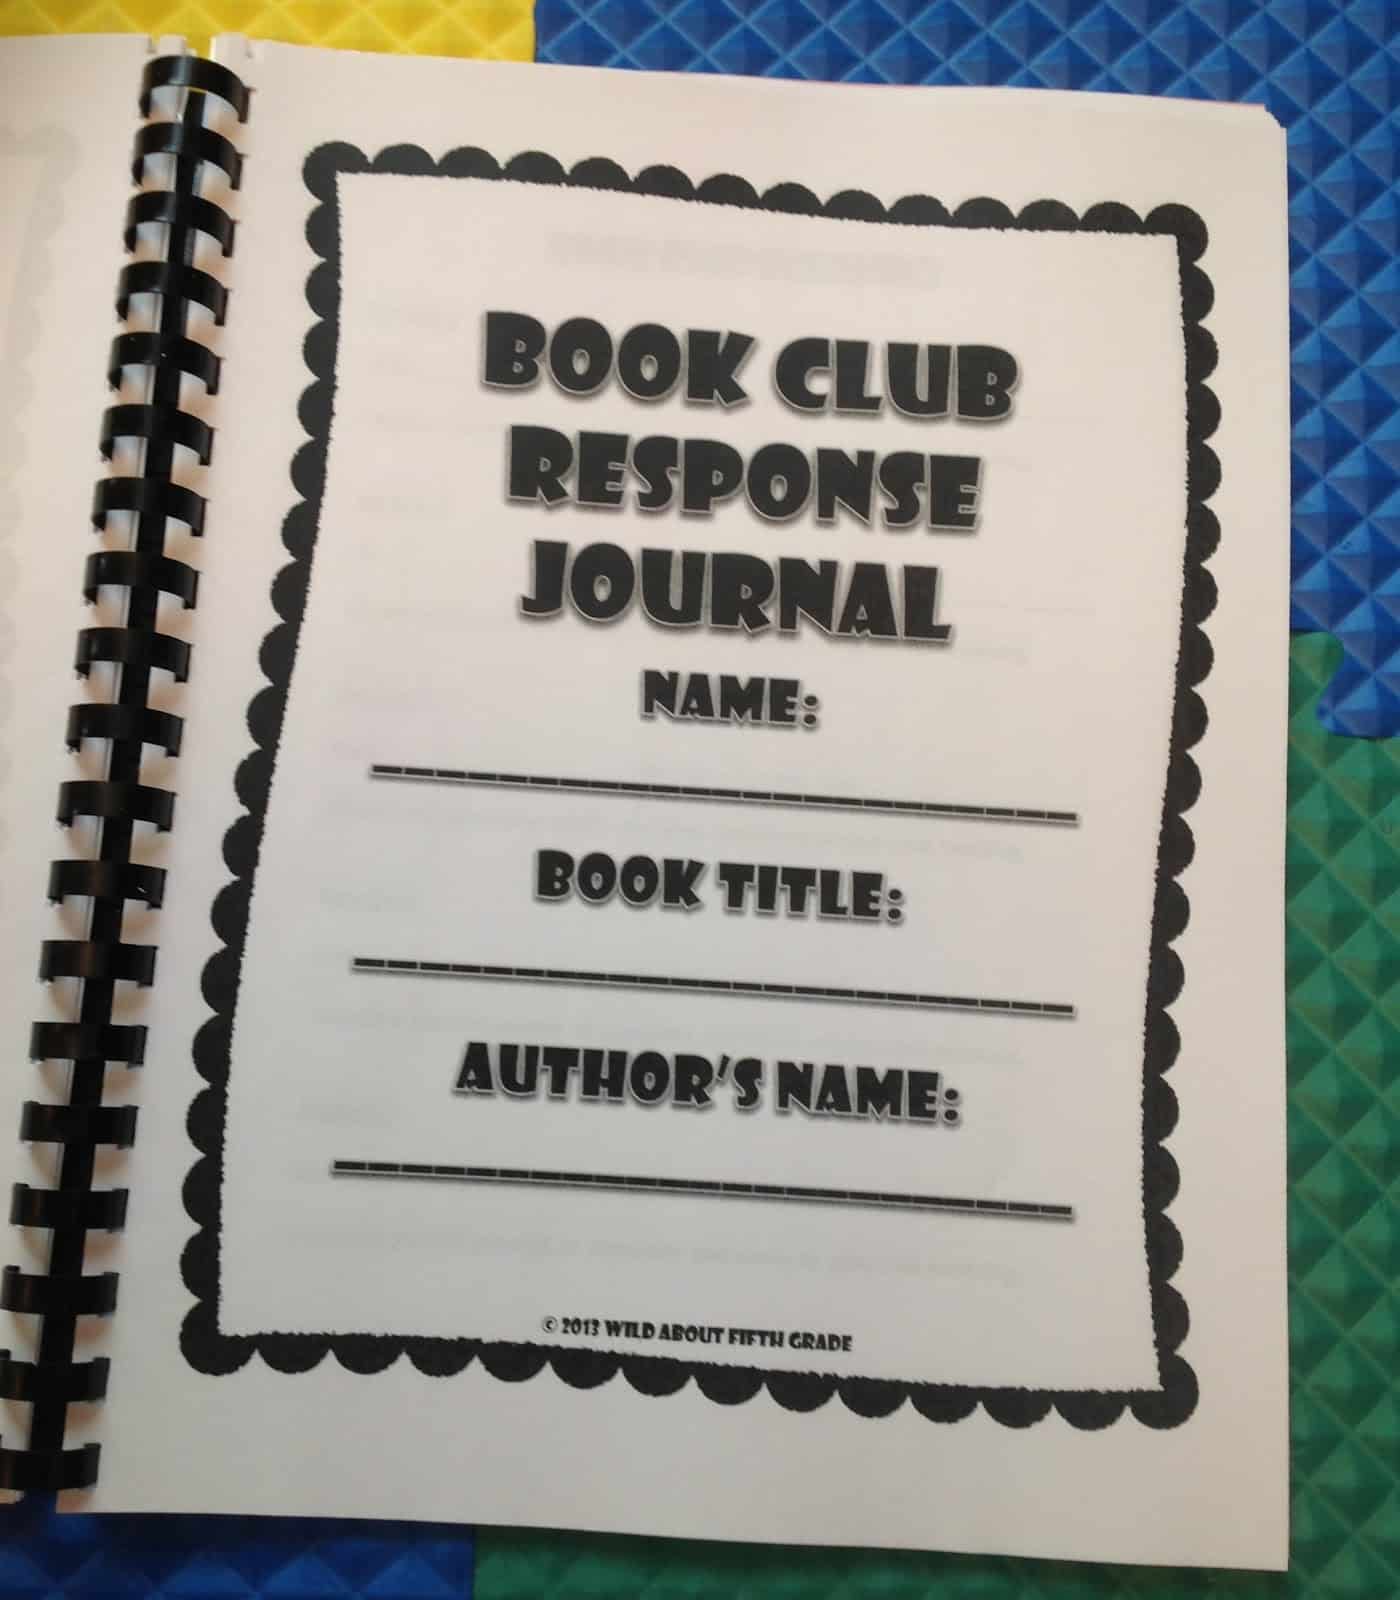 BOOK CLUB
RESPONSE
JOURNAL
NAME:
BOOK TITLE:
AUTHOR'S NAME:
© 2013 WILD ABOUT FIFTH GRADE